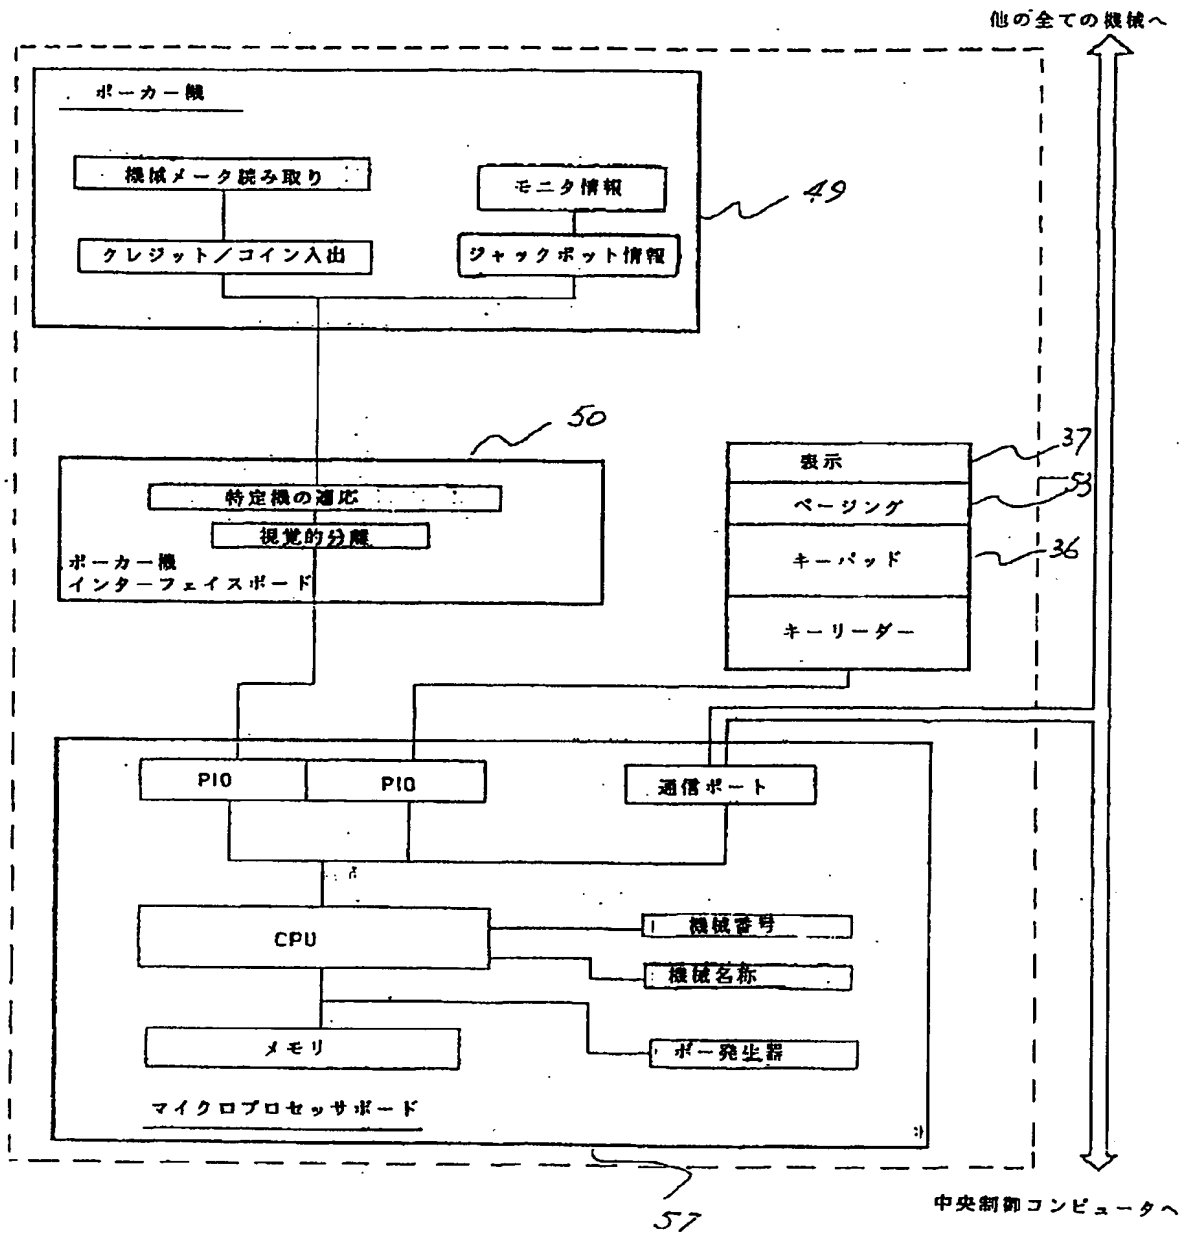 他の全ての機械へ
ポーカー機
機械メータ読み取り
モニタ情報
49
クレジット/コイン入出
ジャックポット情報
50
37
表示
特定機の適応
53
ページング
視覚的分離
キーパッド
36
ポーカー機
インターフェイスボード
キーリーダー
PIO
PIO
通信ポート
機械番号
CPU
機械名称
メモリ
ボー発生器
マイクロプロセッサボード
57
中央制御コンピュータへ